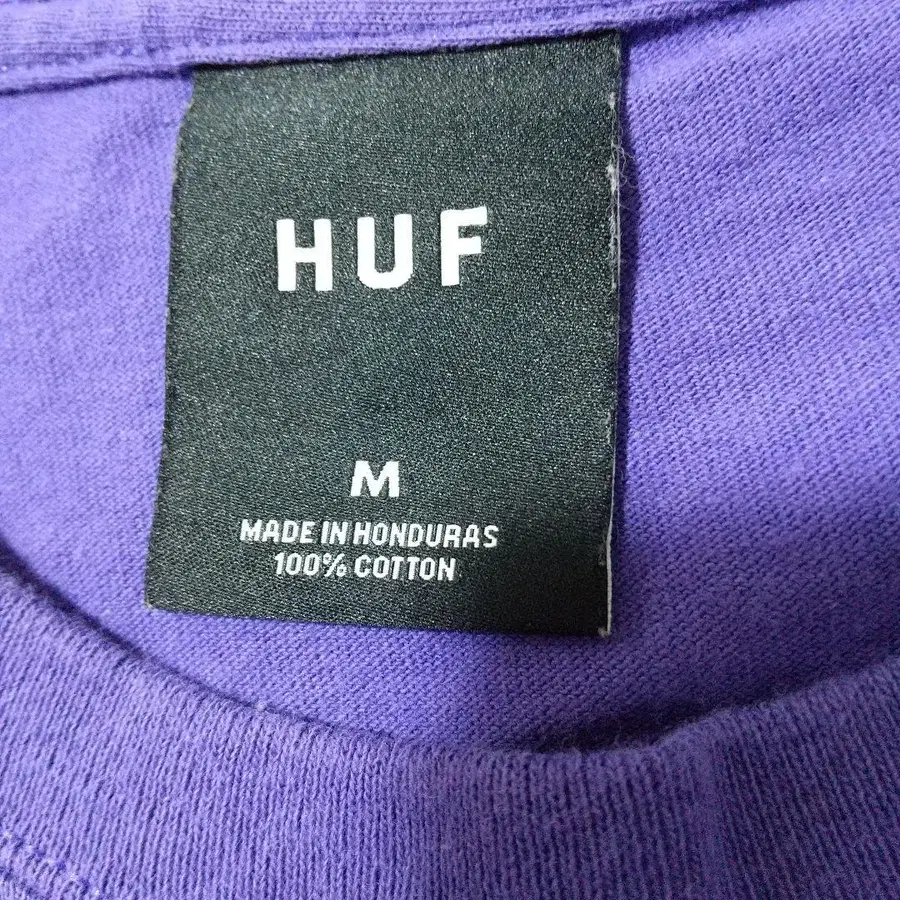 HUF
M
MADE IN HONDURAS
100% COTTON